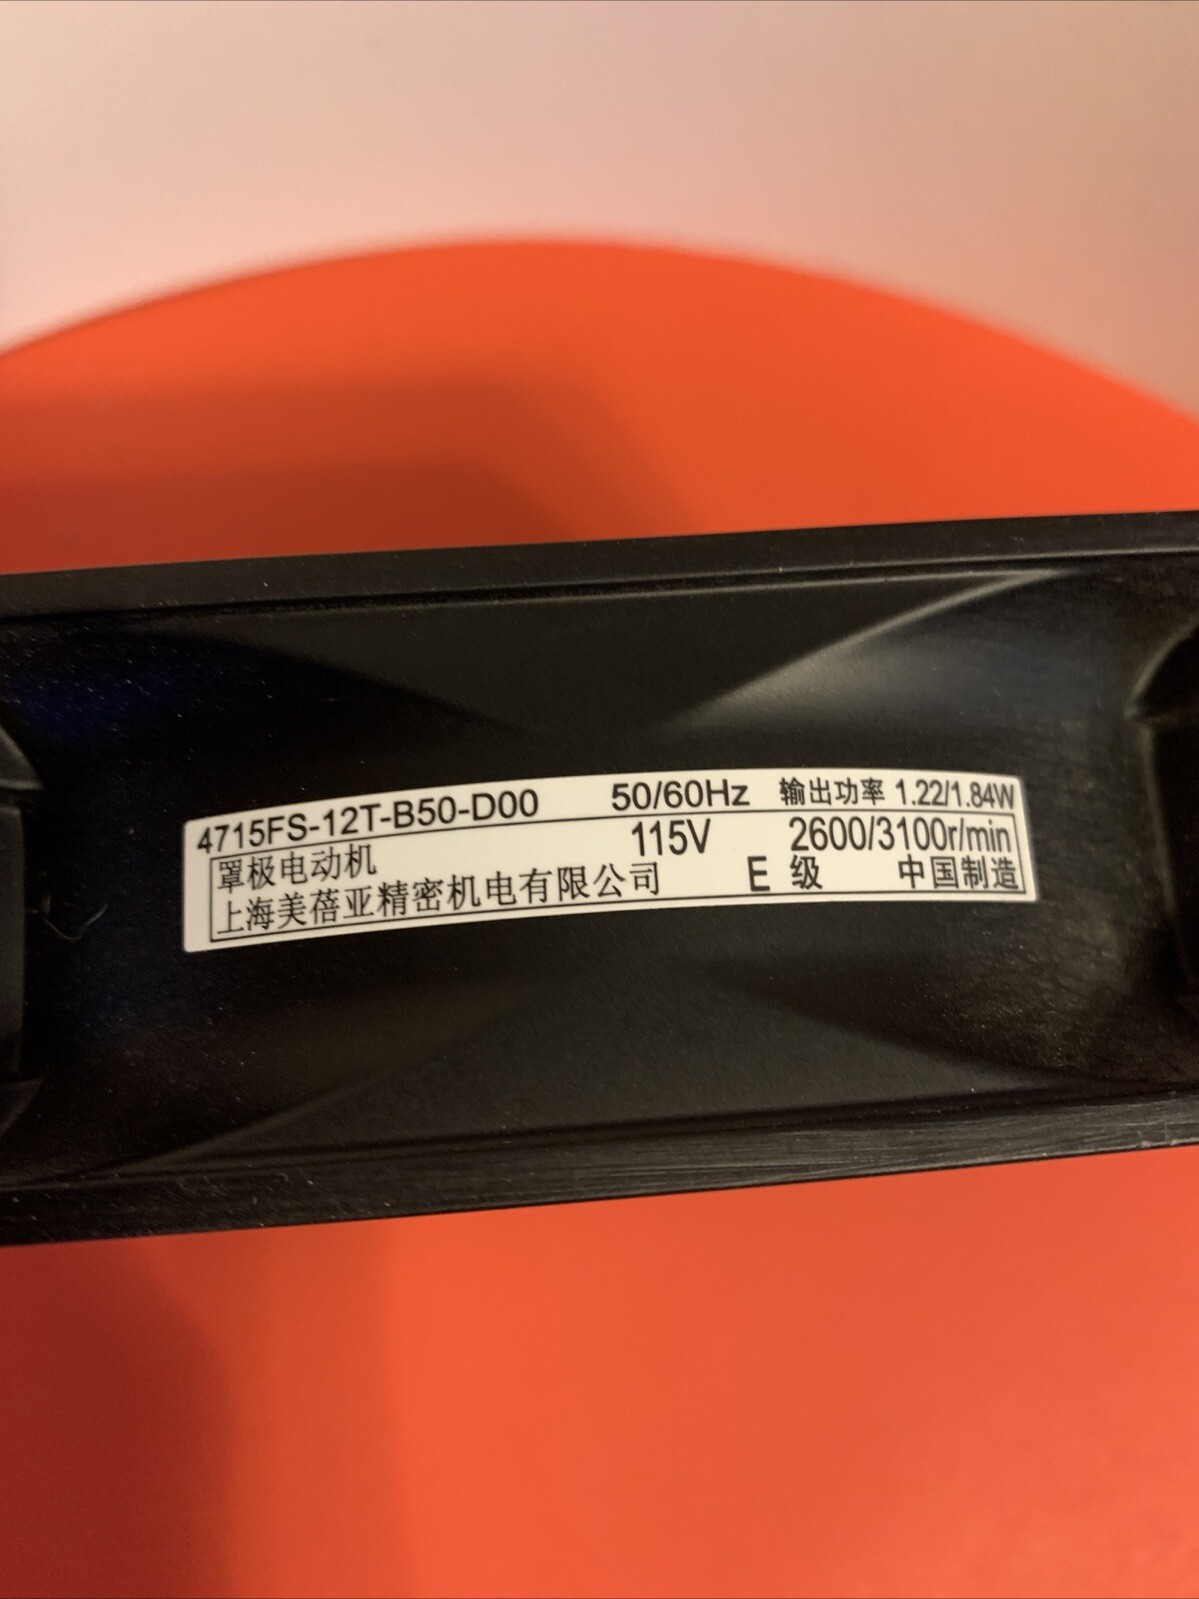 4715FS-12T-B50-D00 50/60Hz 输出功率 1.22/1.84W
罩极电动机 115V 2600/3100r/min
上海美蓓亚精密机电有限公司 E 级 中国制造